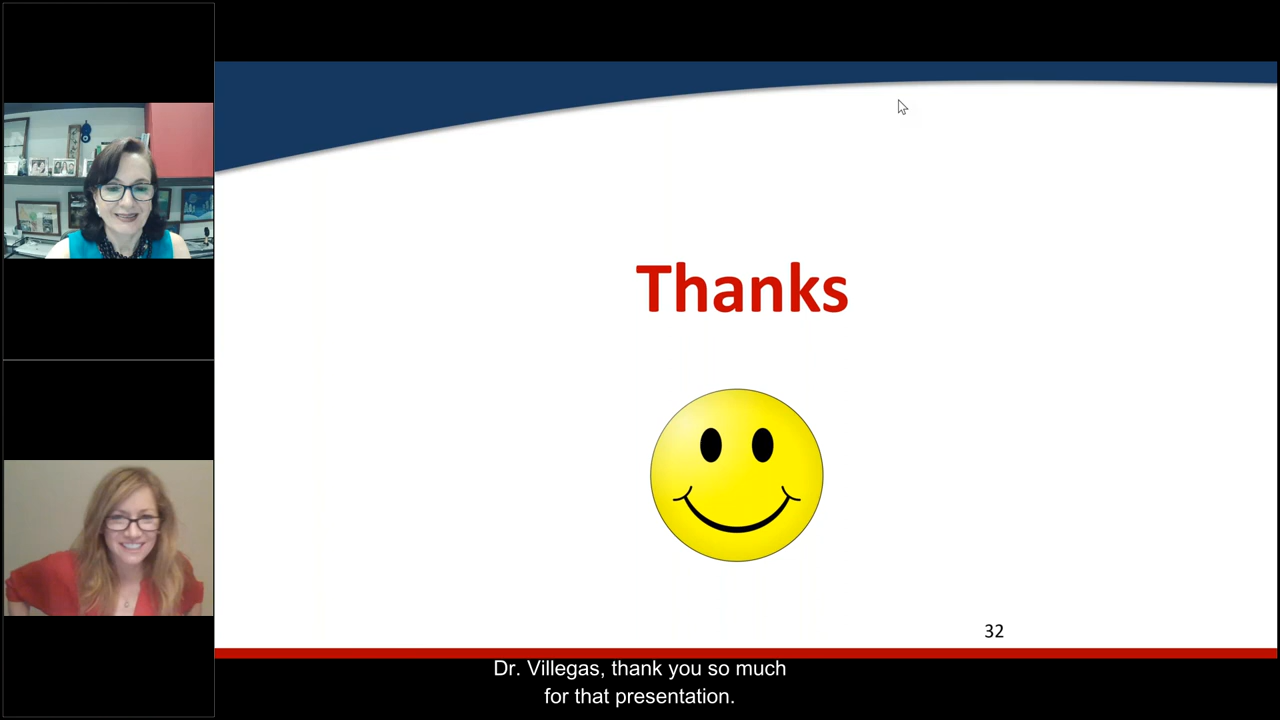 Thanks
32
Dr. Villegas, thank you so much
for that presentation.